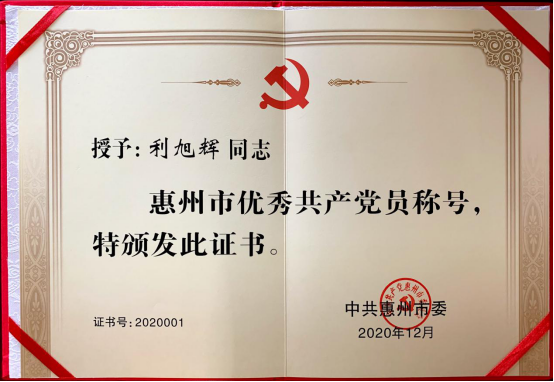 授予：利旭辉 同志
惠州市优秀共产党员称号，
特颁发此证书。
证书号：2020001
中共惠州市委
2020年12月